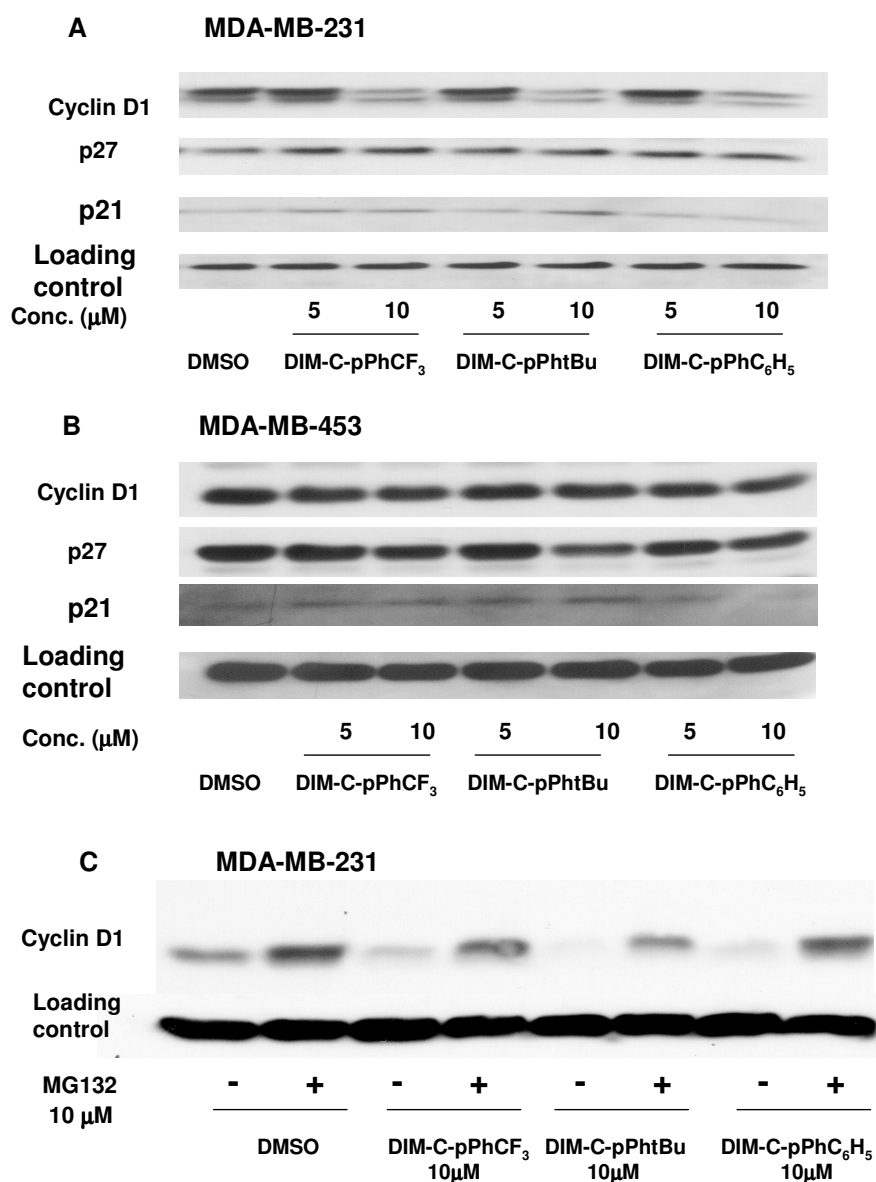 A MDA-MB-231
Cyclin D1
p27
p21
Loading
control
Conc. (µM) 5 10 5 10 5 10
DMSO DIM-C-pPhCF₃ DIM-C-pPhtBu DIM-C-pPhC₆H₅
B MDA-MB-453
Cyclin D1
p27
p21
Loading
control
Conc. (µM) 5 10 5 10 5 10
DMSO DIM-C-pPhCF₃ DIM-C-pPhtBu DIM-C-pPhC₆H₅
C MDA-MB-231
Cyclin D1
Loading
control
MG132 - + - + - + - +
10 µM
DMSO DIM-C-pPhCF₃ DIM-C-pPhtBu DIM-C-pPhC₆H₅
10µM 10µM 10µM